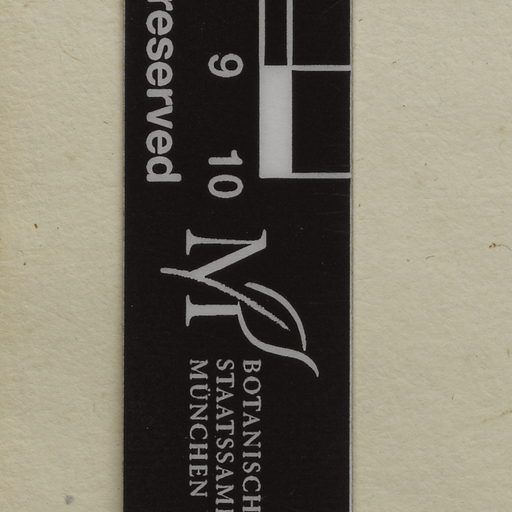 reserved
9
10
M
BOTANISCH
STAATSSAM
MÜNCHEN